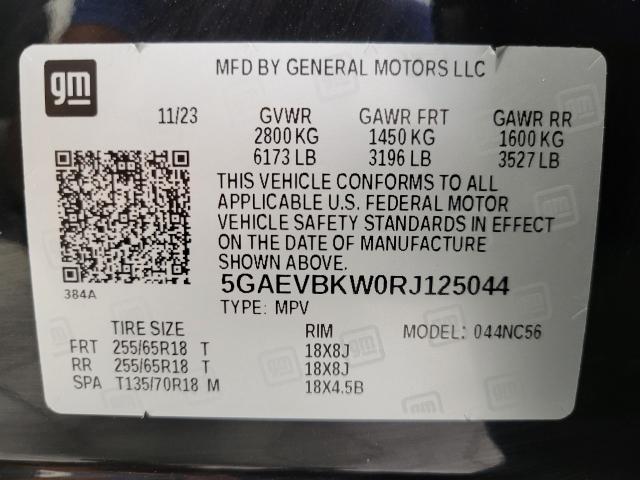 gm
MFD BY GENERAL MOTORS LLC
11/23 GVWR GAWR FRT GAWR RR
2800 KG 1450 KG 1600 KG
6173 LB 3196 LB 3527 LB
THIS VEHICLE CONFORMS TO ALL
APPLICABLE U.S. FEDERAL MOTOR
VEHICLE SAFETY STANDARDS IN EFFECT
ON THE DATE OF MANUFACTURE
SHOWN ABOVE.
384A
5GAEVBKW0RJ125044
TYPE: MPV
TIRE SIZE RIM MODEL: 044NC56
FRT 255/65R18 T 18X8J
RR 255/65R18 T 18X8J
SPA T135/70R18 M 18X4.5B